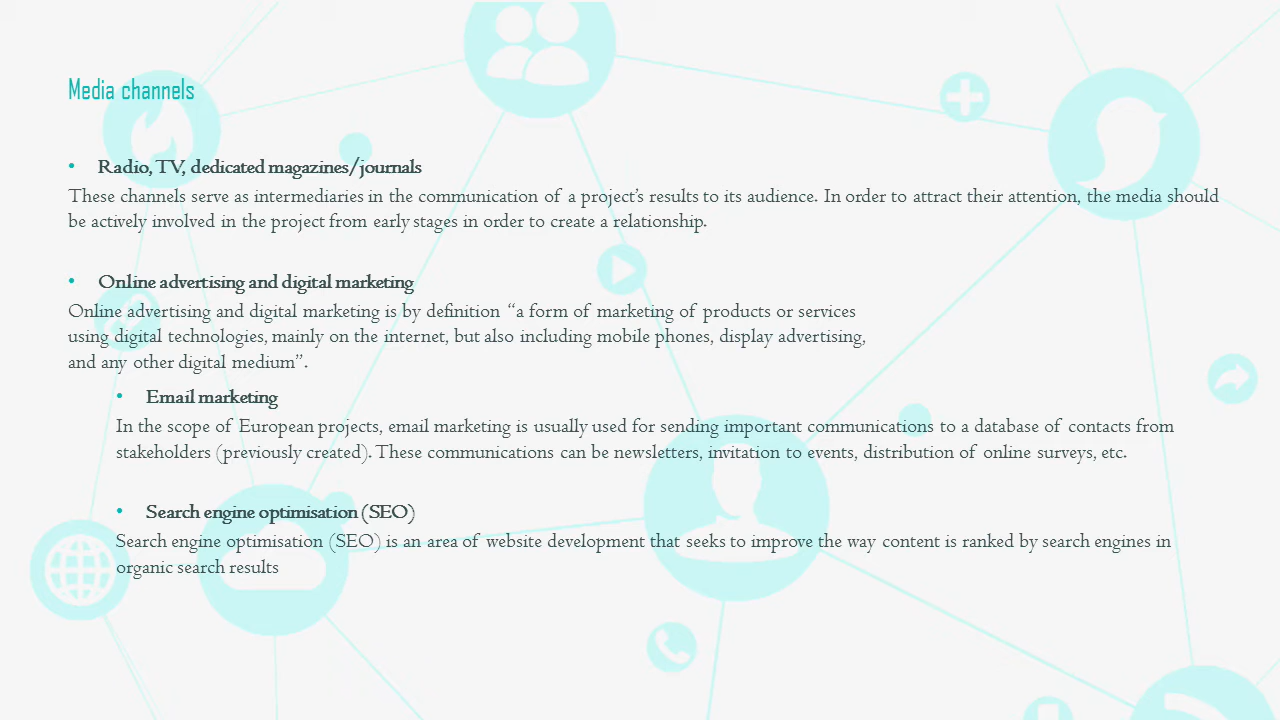 Media channels
• Radio, TV, dedicated magazines/journals
These channels serve as intermediaries in the communication of a project’s results to its audience. In order to attract their attention, the media should
be actively involved in the project from early stages in order to create a relationship.
• Online advertising and digital marketing
Online advertising and digital marketing is by definition “a form of marketing of products or services
using digital technologies, mainly on the internet, but also including mobile phones, display advertising,
and any other digital medium”.
• Email marketing
In the scope of European projects, email marketing is usually used for sending important communications to a database of contacts from
stakeholders (previously created). These communications can be newsletters, invitation to events, distribution of online surveys, etc.
• Search engine optimisation (SEO)
Search engine optimisation (SEO) is an area of website development that seeks to improve the way content is ranked by search engines in
organic search results